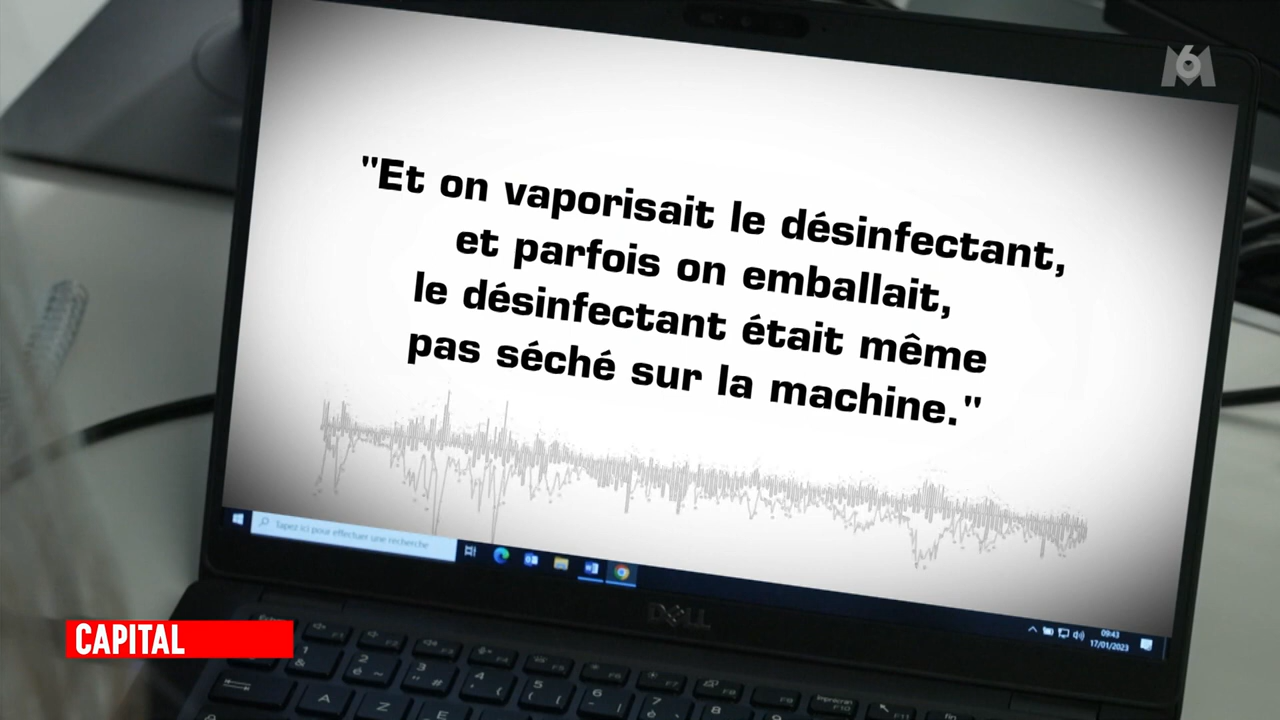 M6
"Et on vaporisait le désinfectant,
et parfois on emballait,
le désinfectant était même
pas séché sur la machine."
Tapez ici pour effectuer une recherche
09:43
17/01/2023
DELL
CAPITAL